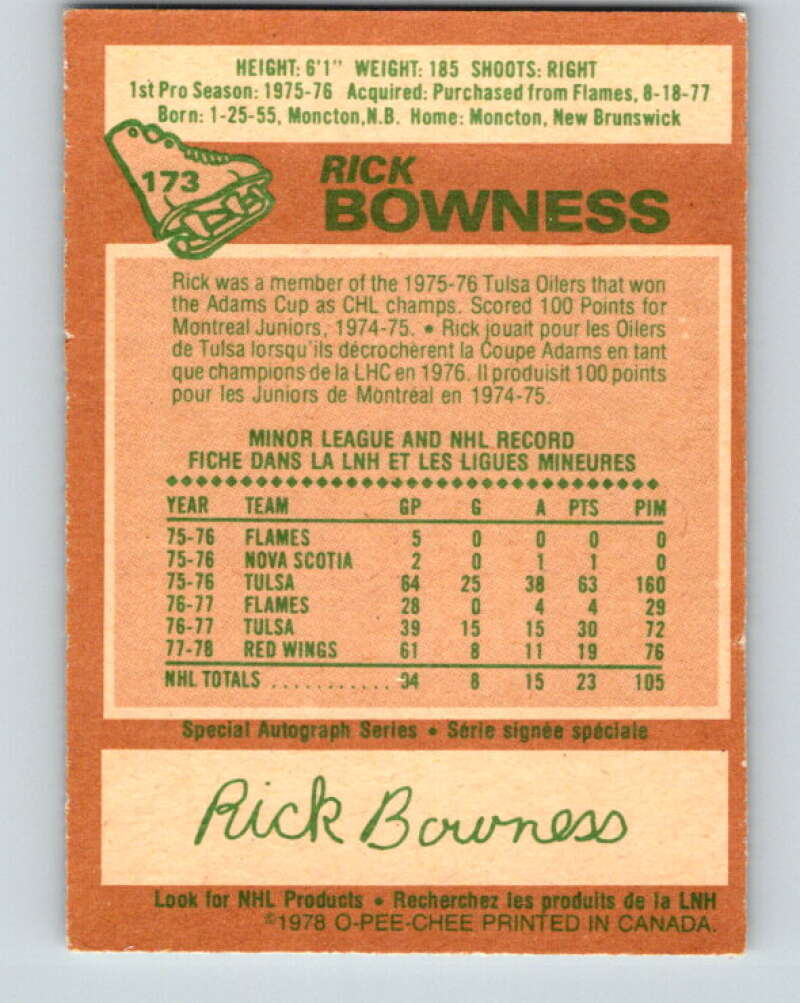 HEIGHT: 6'1" WEIGHT: 185 SHOOTS: RIGHT
1st Pro Season: 1975-76 Acquired: Purchased from Flames, 8-18-77
Born: 1-25-55, Moncton, N.B. Home: Moncton, New Brunswick
173
RICK
BOWNESS
Rick was a member of the 1975-76 Tulsa Oilers that won
the Adams Cup as CHL champs. Scored 100 Points for
Montreal Juniors, 1974-75. • Rick jouait pour les Oilers
de Tulsa lorsqu'ils décrochèrent la Coupe Adams en tant
que champions de la LHC en 1976. Il produisit 100 points
pour les Juniors de Montréal en 1974-75.
MINOR LEAGUE AND NHL RECORD
FICHE DANS LA LNH ET LES LIGUES MINEURES
YEAR TEAM GP G A PTS PIM
75-76 FLAMES 5 0 0 0 0
75-76 NOVA SCOTIA 2 0 1 1 0
75-76 TULSA 64 25 38 63 160
76-77 FLAMES 28 0 4 4 29
76-77 TULSA 39 15 15 30 72
77-78 RED WINGS 61 8 11 19 76
NHL TOTALS ............ 94 8 15 23 105
Special Autograph Series • Série signée spéciale
Rick Bowness
Look for NHL Products • Recherchez les produits de la LNH
©1978 O-PEE-CHEE PRINTED IN CANADA.